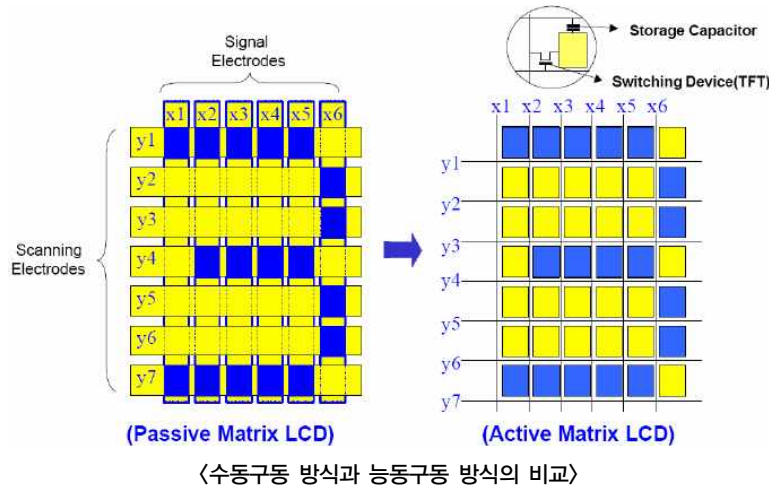 Signal
Electrodes
x1 x2 x3 x4 x5 x6
y1
y2
y3
y4
y5
y6
y7
Scanning
Electrodes
(Passive Matrix LCD)
Storage Capacitor
Switching Device(TFT)
x1 x2 x3 x4 x5 x6
y1
y2
y3
y4
y5
y6
y7
(Active Matrix LCD)
〈수동구동 방식과 능동구동 방식의 비교〉